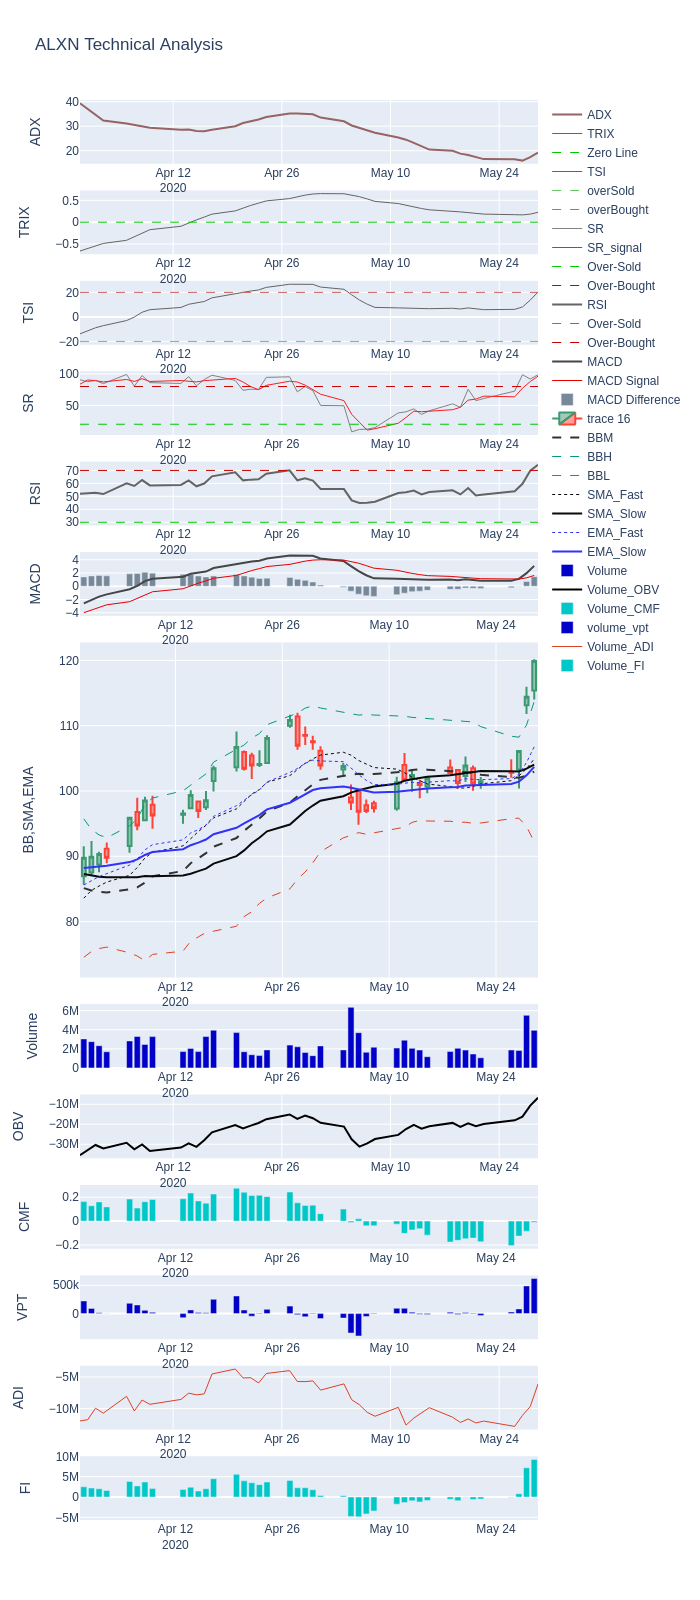 ALXN Technical Analysis
ADX
40
30
20
Apr 12
2020
Apr 26
May 10
May 24
TRIX
0.5
0
−0.5
Apr 12
2020
Apr 26
May 10
May 24
TSI
20
0
−20
Apr 12
2020
Apr 26
May 10
May 24
SR
100
50
Apr 12
2020
Apr 26
May 10
May 24
RSI
70
60
50
40
30
Apr 12
2020
Apr 26
May 10
May 24
MACD
4
2
0
−2
−4
Apr 12
2020
Apr 26
May 10
May 24
BB,SMA,EMA
120
110
100
90
80
Apr 12
2020
Apr 26
May 10
May 24
Volume
6M
4M
2M
0
Apr 12
2020
Apr 26
May 10
May 24
OBV
−10M
−20M
−30M
Apr 12
2020
Apr 26
May 10
May 24
CMF
0.2
0
−0.2
Apr 12
2020
Apr 26
May 10
May 24
VPT
500k
0
Apr 12
2020
Apr 26
May 10
May 24
ADI
−5M
−10M
Apr 12
2020
Apr 26
May 10
May 24
FI
10M
5M
0
−5M
Apr 12
2020
Apr 26
May 10
May 24
ADX
TRIX
Zero Line
TSI
overSold
overBought
SR
SR_signal
Over-Sold
Over-Bought
RSI
Over-Sold
Over-Bought
MACD
MACD Signal
MACD Difference
trace 16
BBM
BBH
BBL
SMA_Fast
SMA_Slow
EMA_Fast
EMA_Slow
Volume
Volume_OBV
Volume_CMF
volume_vpt
Volume_ADI
Volume_FI